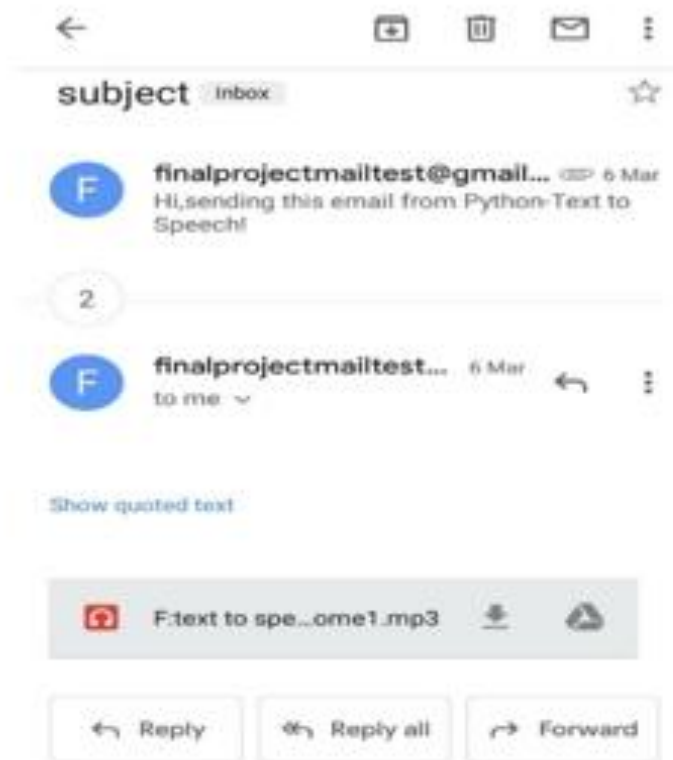 subject Inbox
F finalprojectmailtest@gmail... 6 Mar
Hi,sending this email from Python-Text to
Speech!
2
F finalprojectmailtest... 6 Mar
to me
Show quoted text
F:text to spe...ome1.mp3
Reply Reply all Forward